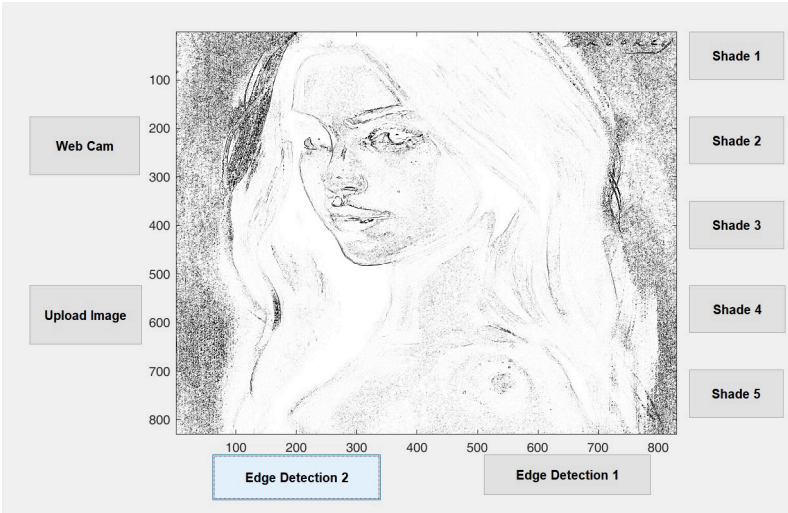 Shade 1
100
200
Web Cam
Shade 2
300
400
Shade 3
500
Upload Image
600
Shade 4
700
800
Shade 5
100 200 300 400 500 600 700 800
Edge Detection 2
Edge Detection 1